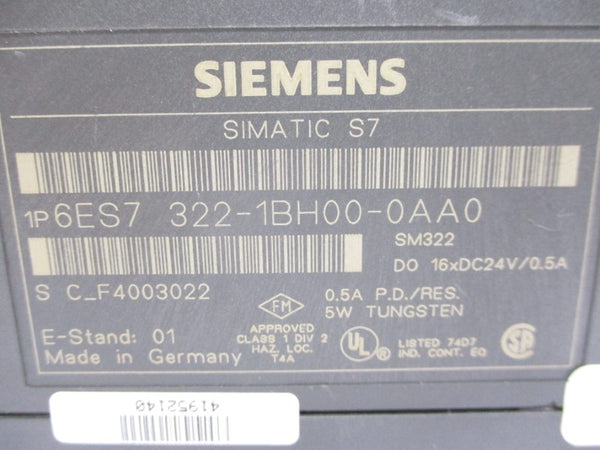 SIEMENS
SIMATIC S7
1P 6ES7 322-1BH00-0AA0
SM322
DO 16xDC24V/0.5A
S C_F4003022
0.5A P.D./RES.
5W TUNGSTEN
FM
APPROVED
CLASS 1 DIV 2
HAZ. LOC.
T4A
E-Stand: 01
Made in Germany
UL
LISTED 74D7
IND. CONT. EQ
SA
41952140